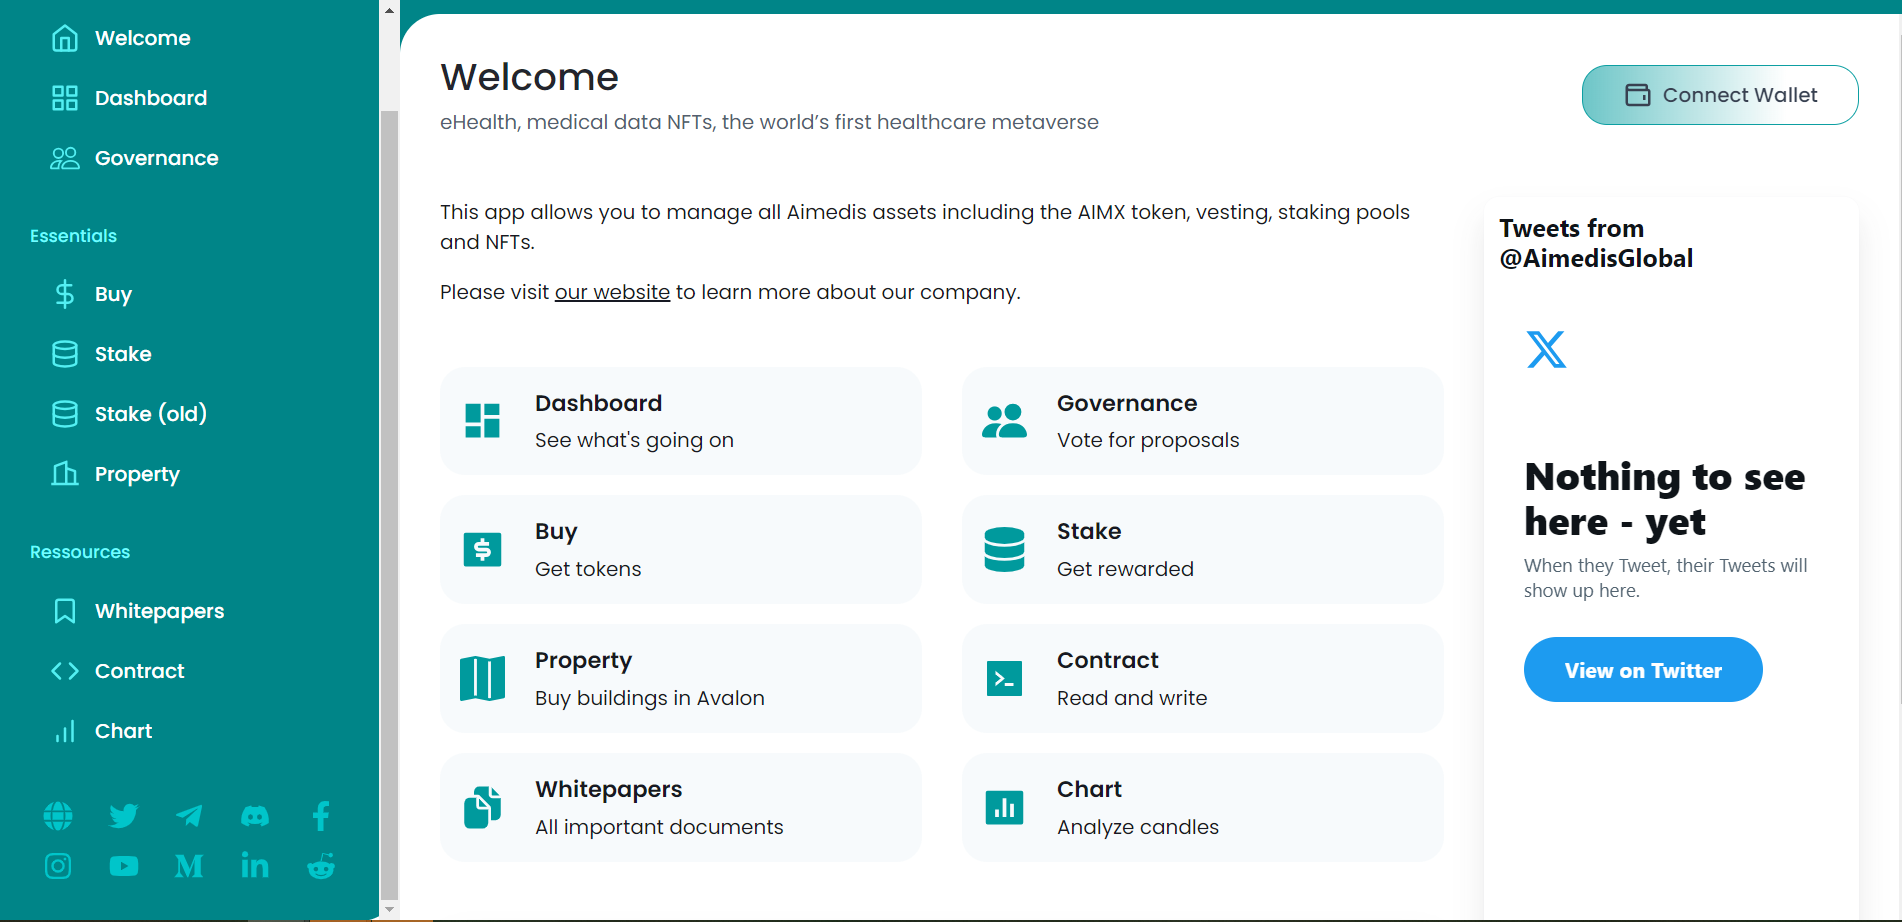 Welcome
Dashboard
Governance
Essentials
Buy
Stake
Stake (old)
Property
Ressources
Whitepapers
Contract
Chart
Welcome
eHealth, medical data NFTs, the world’s first healthcare metaverse
Connect Wallet
This app allows you to manage all Aimedis assets including the AIMX token, vesting, staking pools
and NFTs.
Please visit our website to learn more about our company.
Dashboard
See what's going on
Governance
Vote for proposals
Buy
Get tokens
Stake
Get rewarded
Property
Buy buildings in Avalon
Contract
Read and write
Whitepapers
All important documents
Chart
Analyze candles
Tweets from
@AimedisGlobal
Nothing to see
here - yet
When they Tweet, their Tweets will
show up here.
View on Twitter